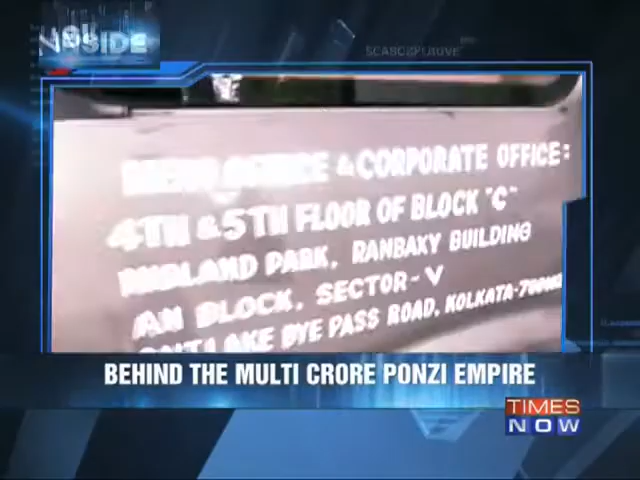 INSIDE
& CORPORATE OFFICE:
4TH & 5TH FLOOR OF BLOCK "C"
PARK, RANBAXY BUILDING
AN BLOCK, SECTOR-V
BYE PASS ROAD, KOLKATA-
BEHIND THE MULTI CRORE PONZI EMPIRE
TIMES
NOW